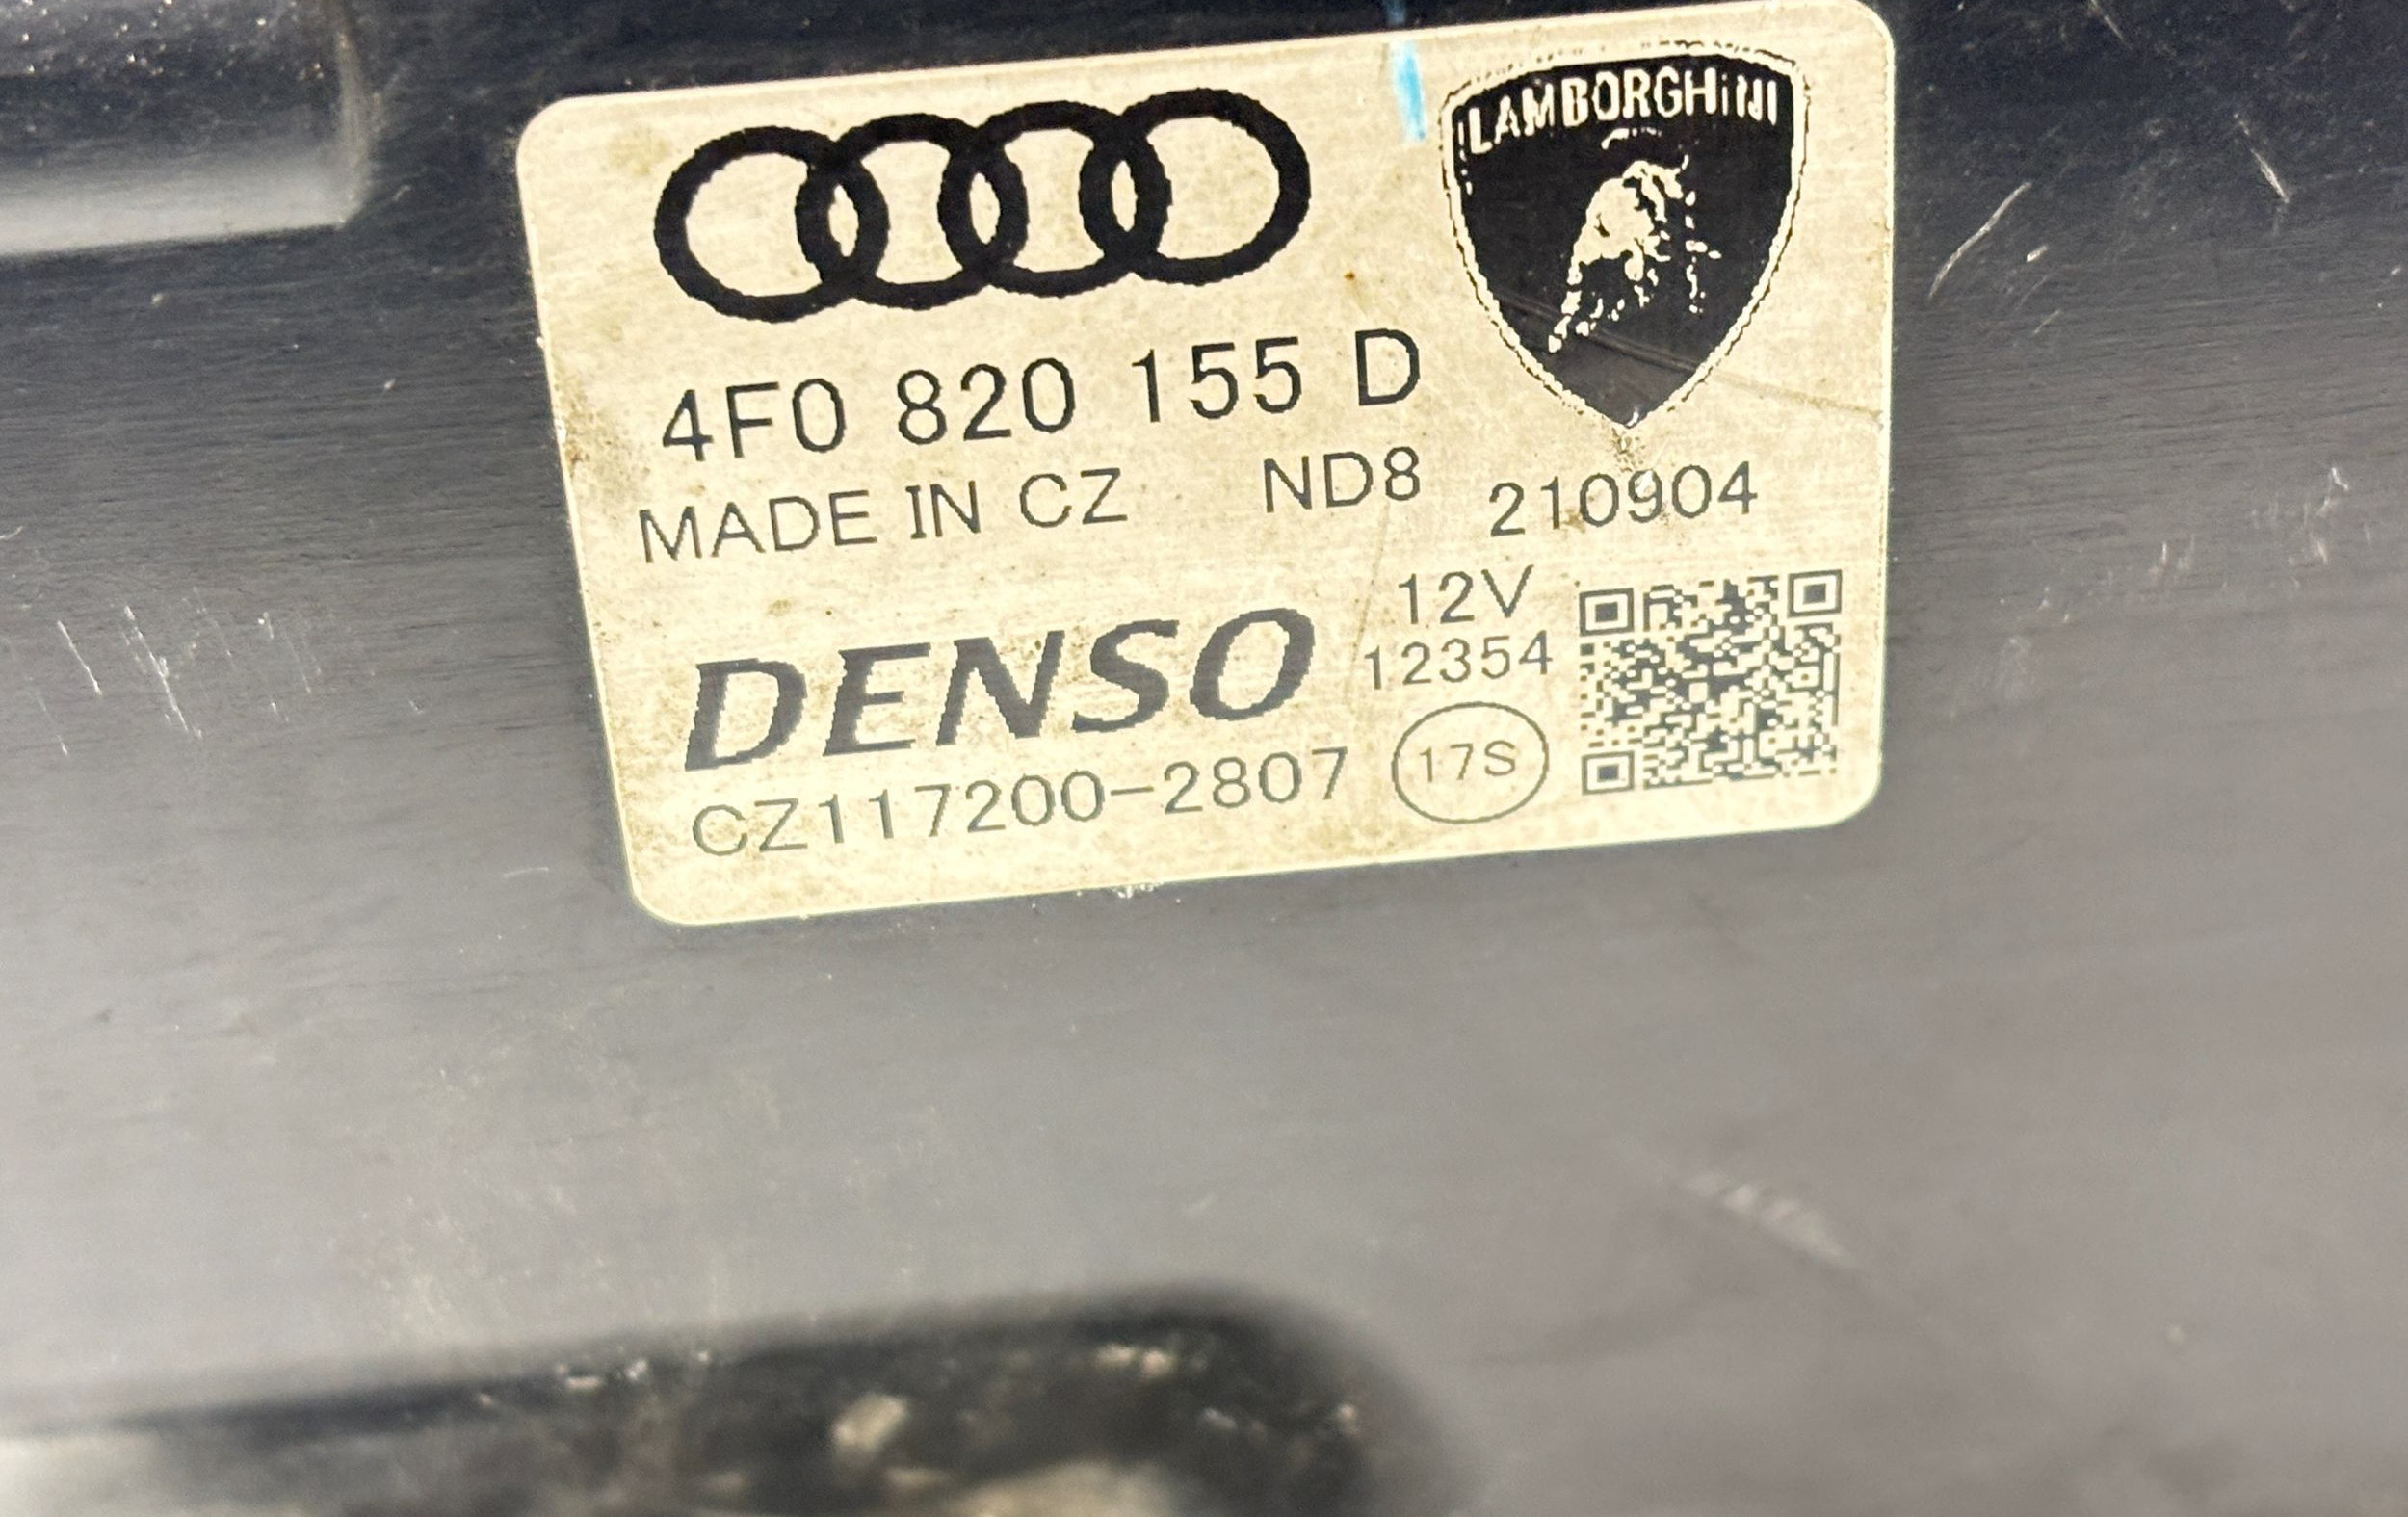 LAMBORGHiNI
4F0 820 155 D
MADE IN CZ ND8 210904
12V
DENSO 12354
CZ117200-2807 17S